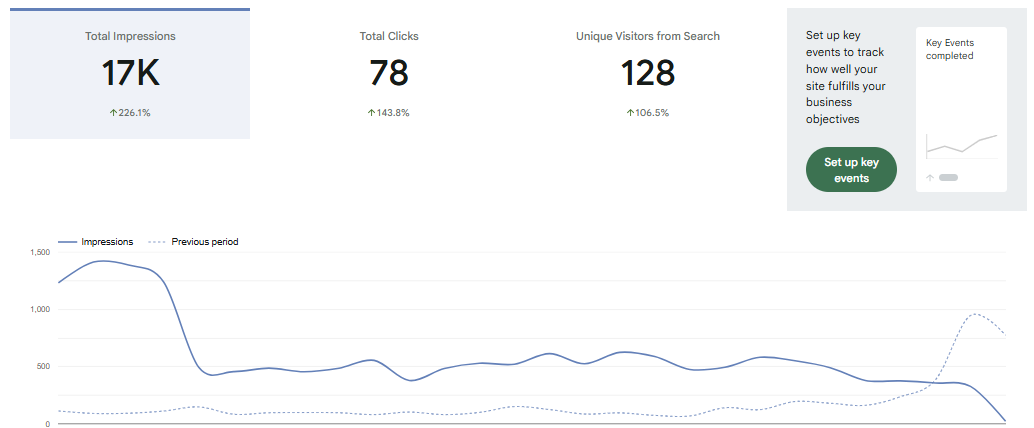 Total Impressions
17K
↑226.1%
Total Clicks
78
↑143.8%
Unique Visitors from Search
128
↑106.5%
Set up key
events to track
how well your
site fulfills your
business
objectives
Set up key
events
Key Events
completed
Impressions
Previous period
1,500
1,000
500
0